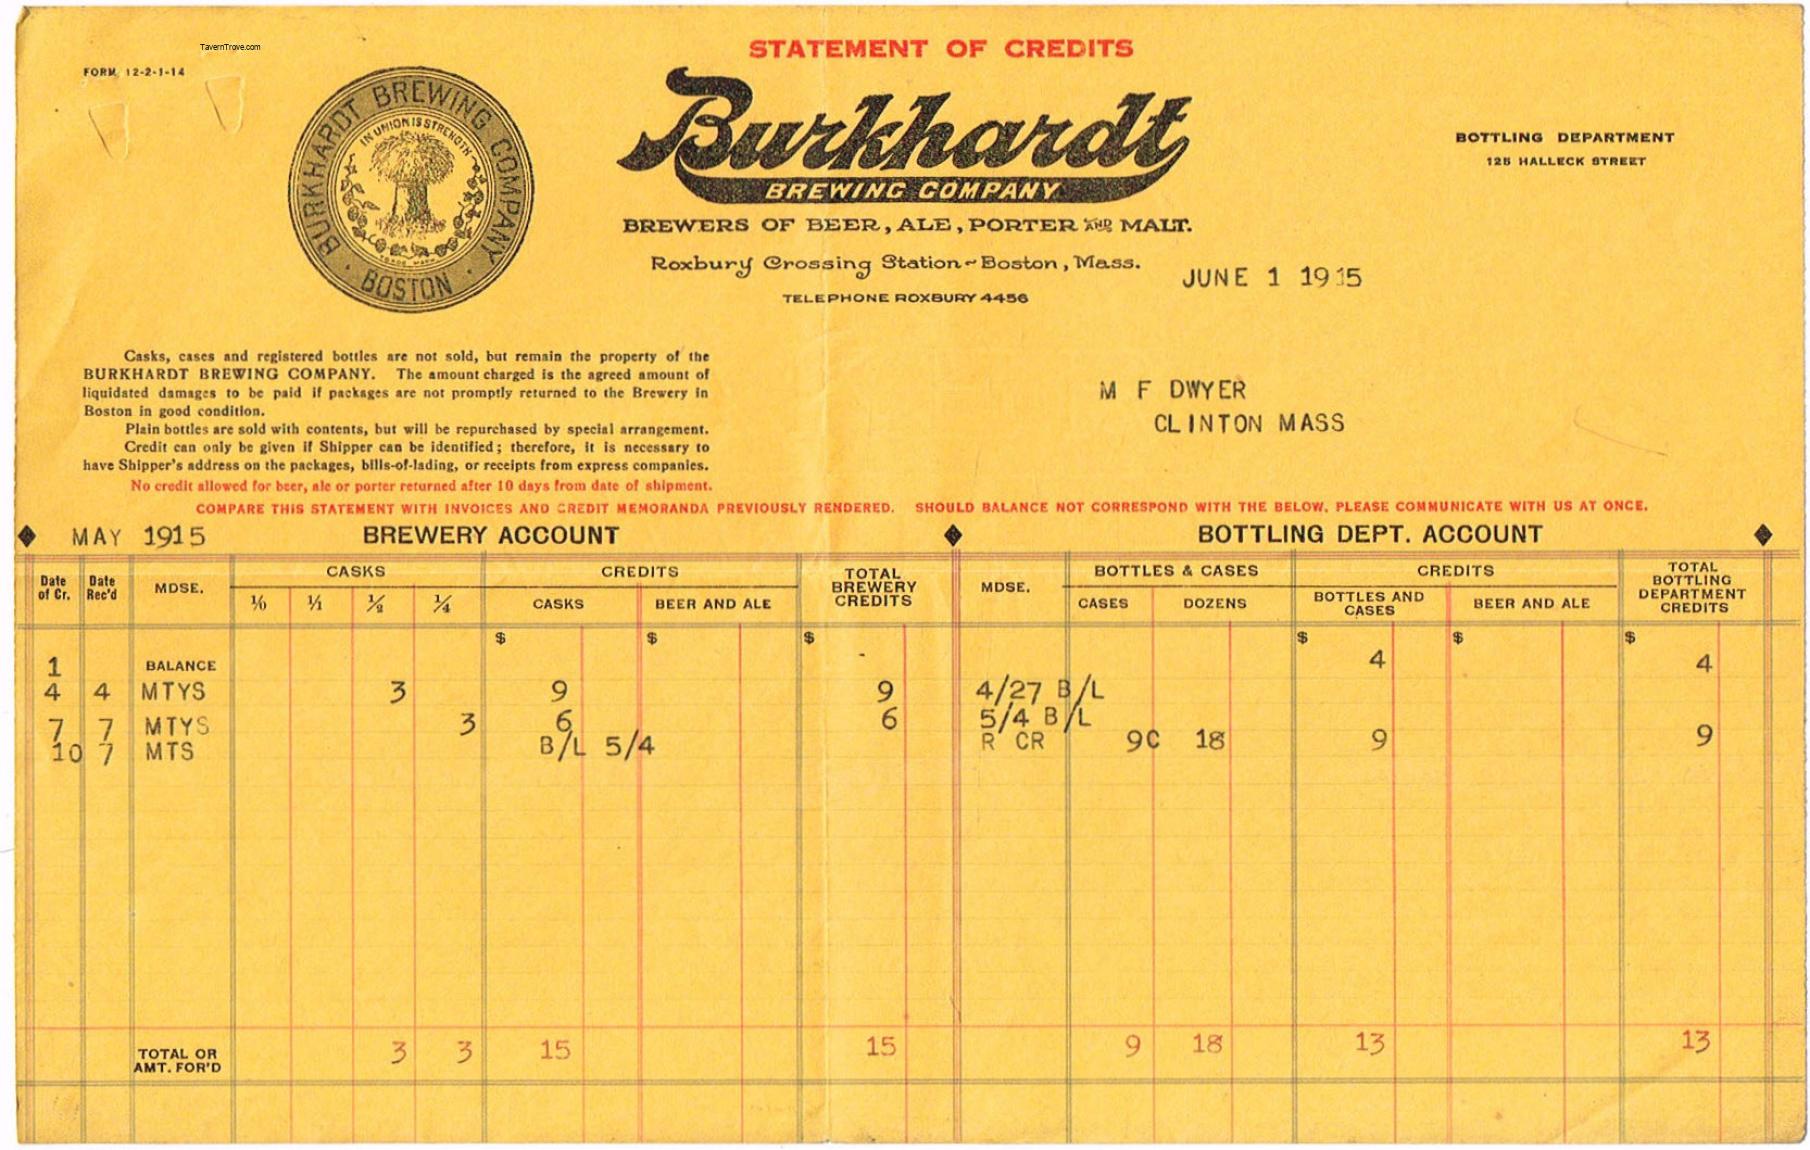 TavernTrove.com
FORM 12-2-1-14
STATEMENT OF CREDITS
BURKHARDT BREWING COMPANY
IN UNION IS STRENGTH
TRADE MARK
· BOSTON ·
Burkhardt
BREWING COMPANY
BREWERS OF BEER, ALE, PORTER AND MALT.
Roxbury Crossing Station~Boston, Mass.
TELEPHONE ROXBURY 4456
BOTTLING DEPARTMENT
125 HALLECK STREET
JUNE 1 1915
M F DWYER
CLINTON MASS
Casks, cases and registered bottles are not sold, but remain the property of the
BURKHARDT BREWING COMPANY. The amount charged is the agreed amount of
liquidated damages to be paid if packages are not promptly returned to the Brewery in
Boston in good condition.
Plain bottles are sold with contents, but will be repurchased by special arrangement.
Credit can only be given if Shipper can be identified; therefore, it is necessary to
have Shipper's address on the packages, bills-of-lading, or receipts from express companies.
No credit allowed for beer, ale or porter returned after 10 days from date of shipment.
COMPARE THIS STATEMENT WITH INVOICES AND CREDIT MEMORANDA PREVIOUSLY RENDERED. SHOULD BALANCE NOT CORRESPOND WITH THE BELOW, PLEASE COMMUNICATE WITH US AT ONCE.
MAY 1915 BREWERY ACCOUNT BOTTLING DEPT. ACCOUNT
Date of Cr. Date Rec'd MDSE. CASKS CREDITS TOTAL BREWERY CREDITS MDSE. BOTTLES & CASES CREDITS TOTAL BOTTLING DEPARTMENT CREDITS
1/0 1/1 1/2 1/4 CASKS BEER AND ALE CASES DOZENS BOTTLES AND CASES BEER AND ALE
$ $ $ $ $ $
1 BALANCE - 4 4
4 4 MTYS 3 9 9 4/27 B/L
7 7 MTYS 3 6 6 5/4 B/L
10 7 MTS B/L 5/4 R CR 9C 18 9 9
TOTAL OR AMT. FOR'D 3 3 15 15 9 18 13 13